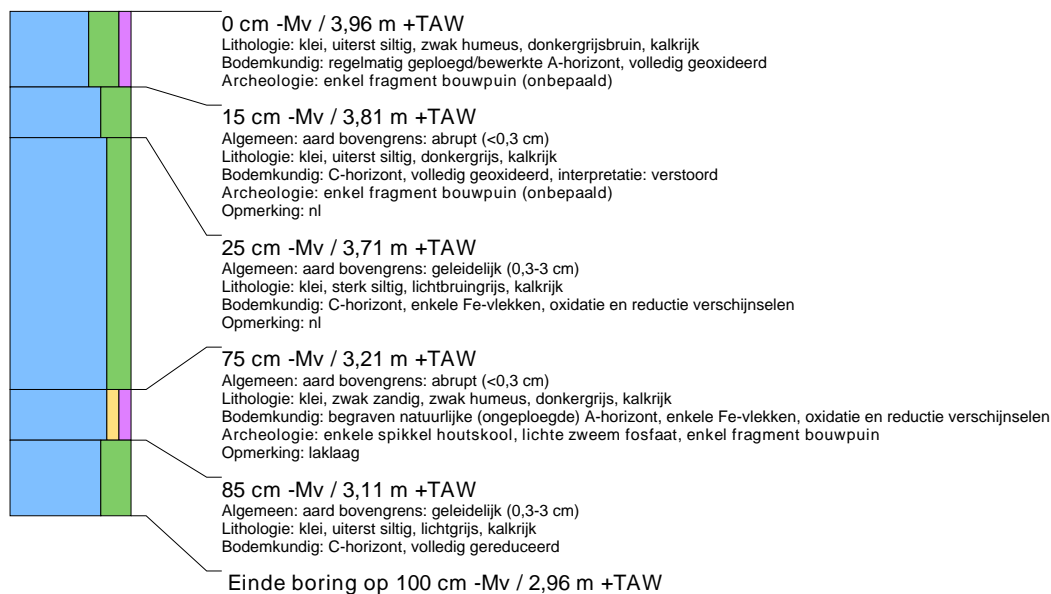 0 cm -Mv / 3,96 m +TAW
Lithologie: klei, uiterst siltig, zwak humeus, donkergrijsbruin, kalkrijk
Bodemkundig: regelmatig geploegd/bewerkte A-horizont, volledig geoxideerd
Archeologie: enkel fragment bouwpuin (onbepaald)
15 cm -Mv / 3,81 m +TAW
Algemeen: aard bovengrens: abrupt (<0,3 cm)
Lithologie: klei, uiterst siltig, donkergrijs, kalkrijk
Bodemkundig: C-horizont, volledig geoxideerd, interpretatie: verstoord
Archeologie: enkel fragment bouwpuin (onbepaald)
Opmerking: nl
25 cm -Mv / 3,71 m +TAW
Algemeen: aard bovengrens: geleidelijk (0,3-3 cm)
Lithologie: klei, sterk siltig, lichtbruingrijs, kalkrijk
Bodemkundig: C-horizont, enkele Fe-vlekken, oxidatie en reductie verschijnselen
Opmerking: nl
75 cm -Mv / 3,21 m +TAW
Algemeen: aard bovengrens: abrupt (<0,3 cm)
Lithologie: klei, zwak zandig, zwak humeus, donkergrijs, kalkrijk
Bodemkundig: begraven natuurlijke (ongeploegde) A-horizont, enkele Fe-vlekken, oxidatie en reductie verschijnselen
Archeologie: enkele spikkel houtskool, lichte zweem fosfaat, enkel fragment bouwpuin
Opmerking: laklaag
85 cm -Mv / 3,11 m +TAW
Algemeen: aard bovengrens: geleidelijk (0,3-3 cm)
Lithologie: klei, uiterst siltig, lichtgrijs, kalkrijk
Bodemkundig: C-horizont, volledig gereduceerd
Einde boring op 100 cm -Mv / 2,96 m +TAW